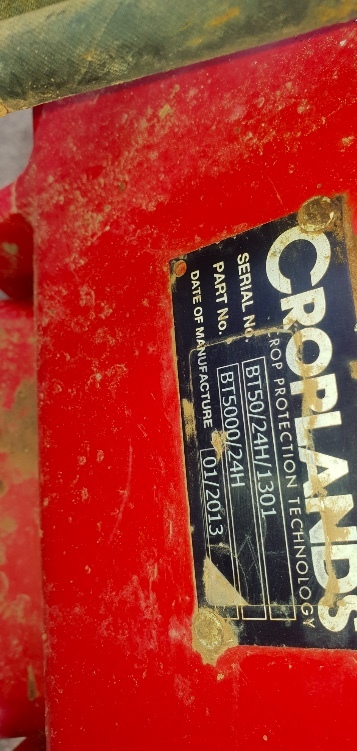 CROPLANDS
CROP PROTECTION TECHNOLOGY
SERIAL No. BT50/24H/1301
PART No. BT5000/24H
DATE OF MANUFACTURE 01/2013